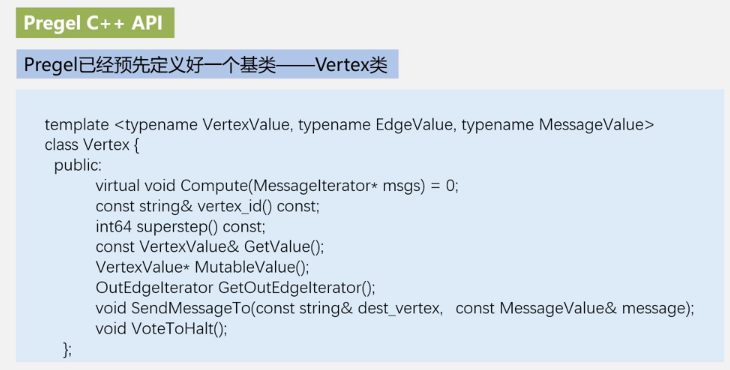 Pregel C++ API
Pregel已经预先定义好一个基类——Vertex类
template <typename VertexValue, typename EdgeValue, typename MessageValue>
class Vertex {
public:
virtual void Compute(MessageIterator* msgs) = 0;
const string& vertex_id() const;
int64 superstep() const;
const VertexValue& GetValue();
VertexValue* MutableValue();
OutEdgeIterator GetOutEdgeIterator();
void SendMessageTo(const string& dest_vertex, const MessageValue& message);
void VoteToHalt();
};